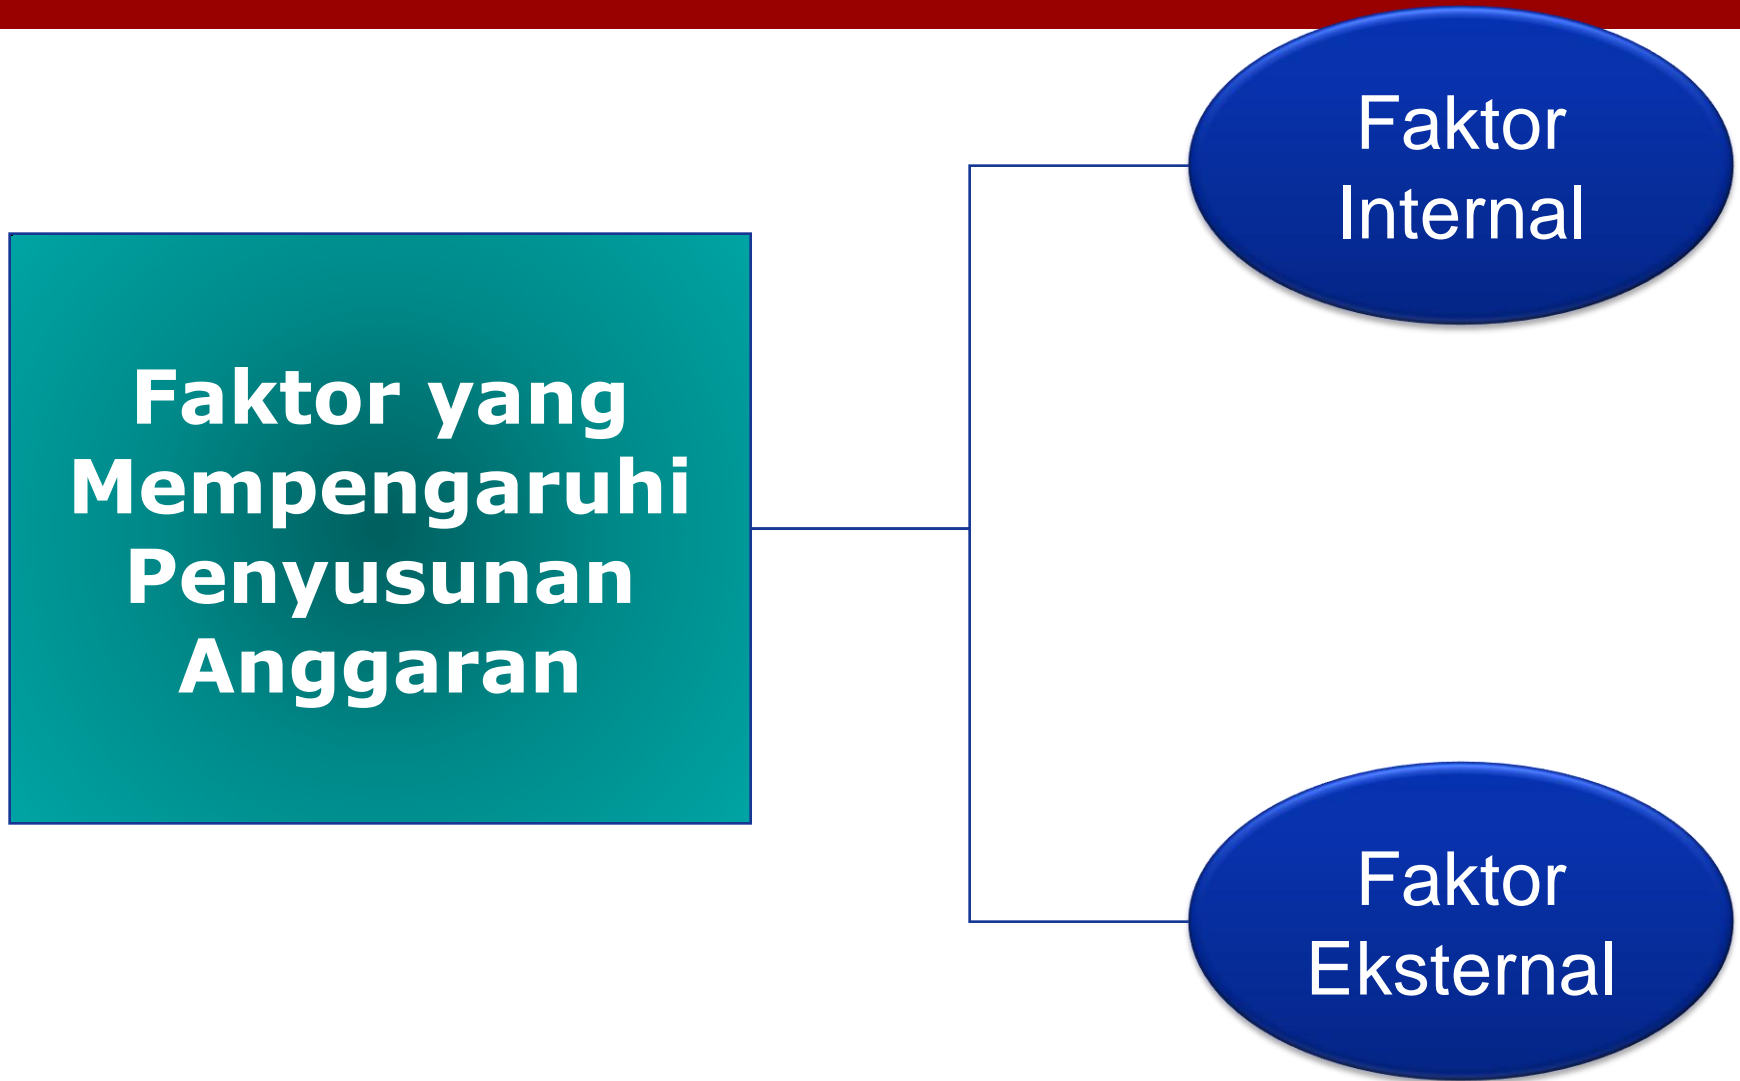 Faktor
Internal
Faktor yang
Mempengaruhi
Penyusunan
Anggaran
Faktor
Eksternal